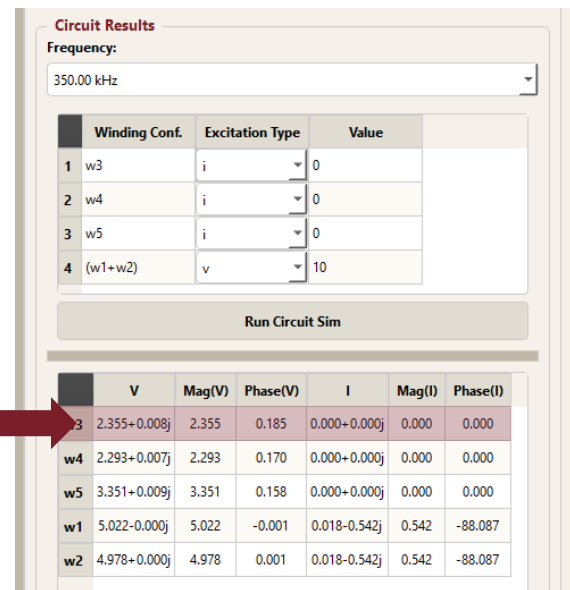 Circuit Results
Frequency:
350.00 kHz
Winding Conf. Excitation Type Value
1 w3 i 0
2 w4 i 0
3 w5 i 0
4 (w1+w2) v 10
Run Circuit Sim
V Mag(V) Phase(V) I Mag(I) Phase(I)
3 2.355+0.008j 2.355 0.185 0.000+0.000j 0.000 0.000
w4 2.293+0.007j 2.293 0.170 0.000+0.000j 0.000 0.000
w5 3.351+0.009j 3.351 0.158 0.000+0.000j 0.000 0.000
w1 5.022-0.000j 5.022 -0.001 0.018-0.542j 0.542 -88.087
w2 4.978+0.000j 4.978 0.001 0.018-0.542j 0.542 -88.087